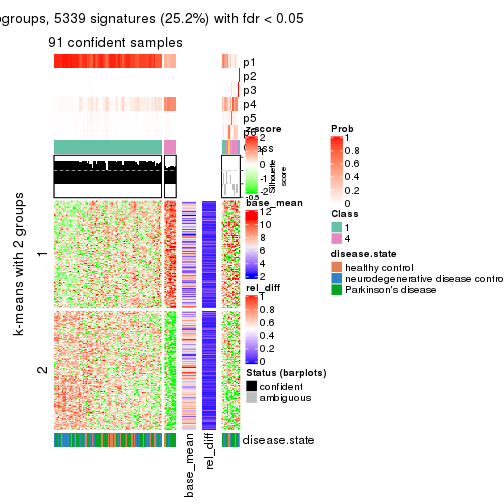 groups, 5339 signatures (25.2%) with fdr < 0.05
91 confident samples
p1
p2
p3
p4
p5
p6
Class
z-score
2
1
0
-1
-2
Silhouette
score
-0.5
Prob
1
0.8
0.6
0.4
0.2
0
Class
1
4
disease.state
healthy control
neurodegenerative disease contro
Parkinson's disease
base_mean
12
10
8
6
4
2
rel_diff
1
0.8
0.6
0.4
0.2
0
Status (barplots)
confident
ambiguous
k-means with 2 groups
1
2
disease.state
base_mean
rel_diff